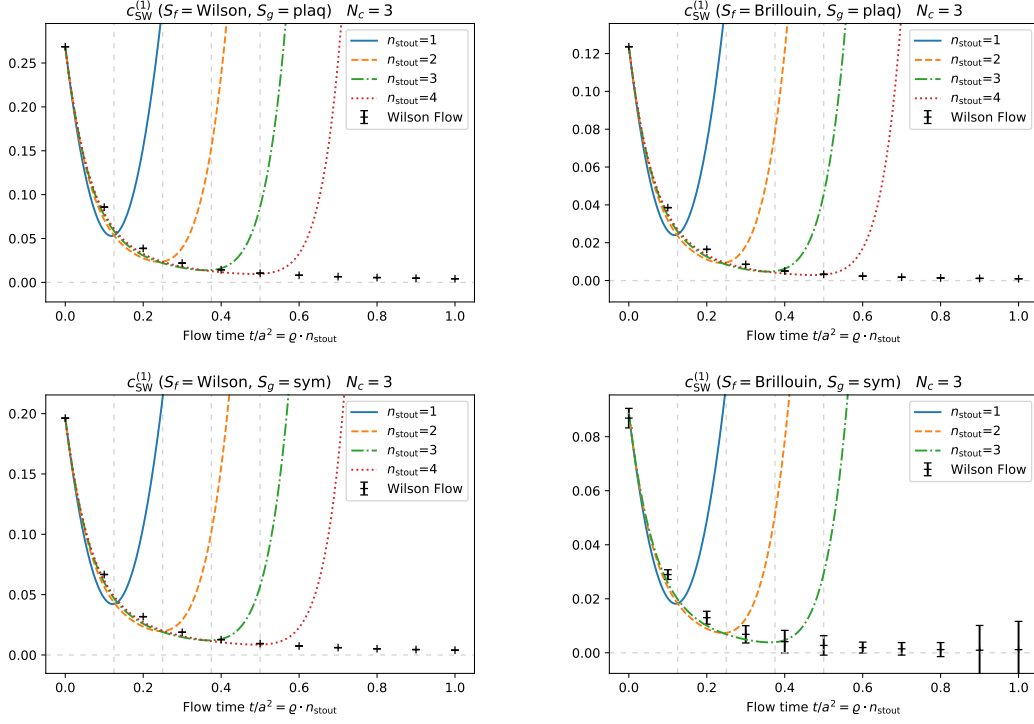 c_SW^(1) (S_f = Wilson, S_g = plaq)   N_c = 3
0.25
0.20
0.15
0.10
0.05
0.00
n_stout=1
n_stout=2
n_stout=3
n_stout=4
Wilson Flow
0.0 0.2 0.4 0.6 0.8 1.0
Flow time t/a² = ϱ · n_stout
c_SW^(1) (S_f = Brillouin, S_g = plaq)   N_c = 3
0.12
0.10
0.08
0.06
0.04
0.02
0.00
n_stout=1
n_stout=2
n_stout=3
n_stout=4
Wilson Flow
0.0 0.2 0.4 0.6 0.8 1.0
Flow time t/a² = ϱ · n_stout
c_SW^(1) (S_f = Wilson, S_g = sym)   N_c = 3
0.20
0.15
0.10
0.05
0.00
n_stout=1
n_stout=2
n_stout=3
n_stout=4
Wilson Flow
0.0 0.2 0.4 0.6 0.8 1.0
Flow time t/a² = ϱ · n_stout
c_SW^(1) (S_f = Brillouin, S_g = sym)   N_c = 3
0.08
0.06
0.04
0.02
0.00
n_stout=1
n_stout=2
n_stout=3
Wilson Flow
0.0 0.2 0.4 0.6 0.8 1.0
Flow time t/a² = ϱ · n_stout